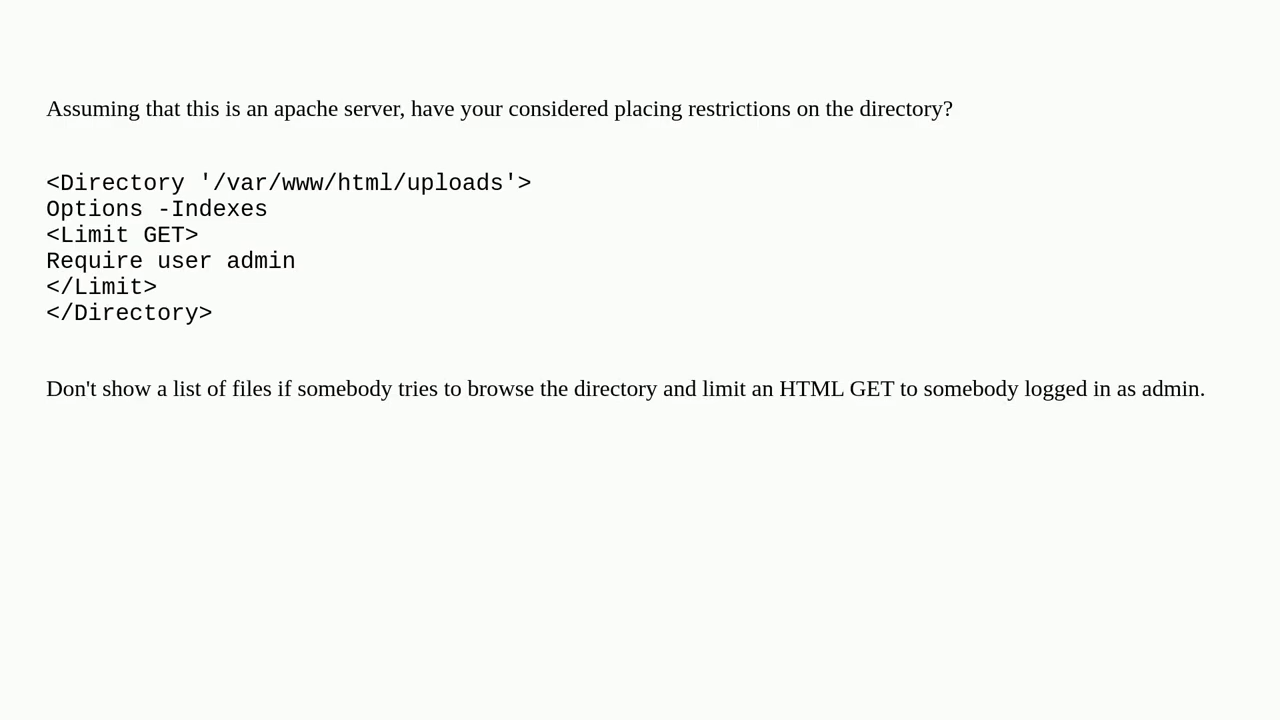 Assuming that this is an apache server, have your considered placing restrictions on the directory?
<Directory '/var/www/html/uploads'>
Options -Indexes
<Limit GET>
Require user admin
</Limit>
</Directory>
Don't show a list of files if somebody tries to browse the directory and limit an HTML GET to somebody logged in as admin.